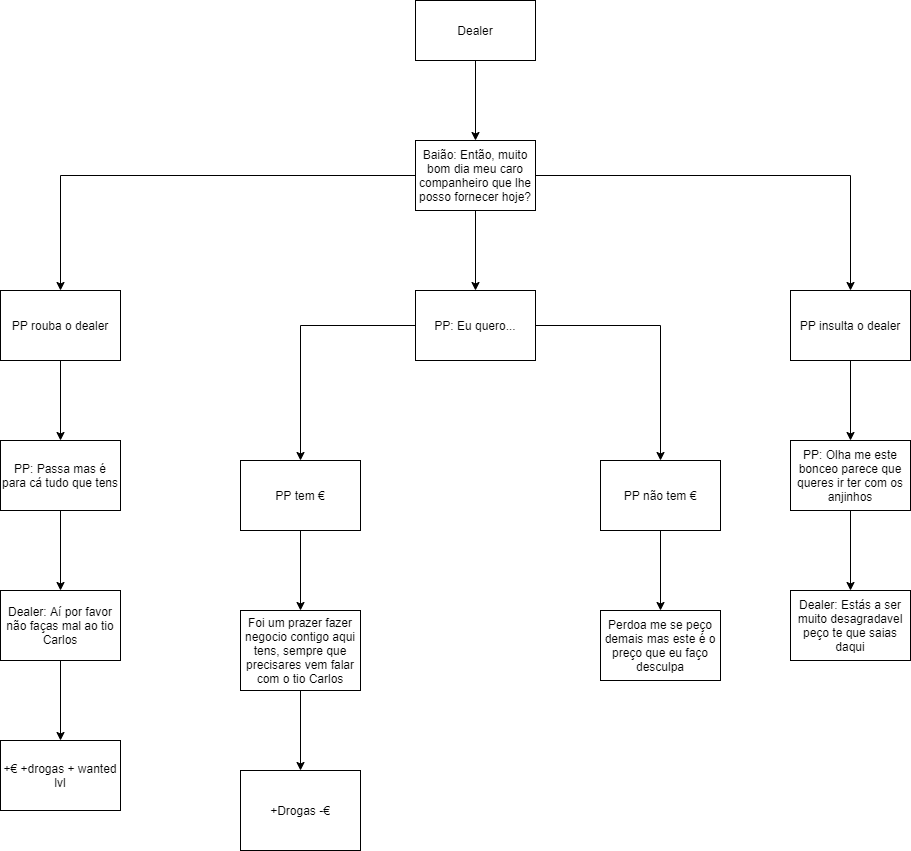 Dealer
Baião: Então, muito
bom dia meu caro
companheiro que lhe
posso fornecer hoje?
PP rouba o dealer
PP: Eu quero...
PP insulta o dealer
PP: Passa mas é
para cá tudo que tens
PP tem €
PP não tem €
PP: Olha me este
bonceo parece que
queres ir ter com os
anjinhos
Dealer: Aí por favor
não faças mal ao tio
Carlos
Foi um prazer fazer
negocio contigo aqui
tens, sempre que
precisares vem falar
com o tio Carlos
Perdoa me se peço
demais mas este é o
preço que eu faço
desculpa
Dealer: Estás a ser
muito desagradavel
peço te que saias
daqui
+€ +drogas + wanted
lvl
+Drogas -€